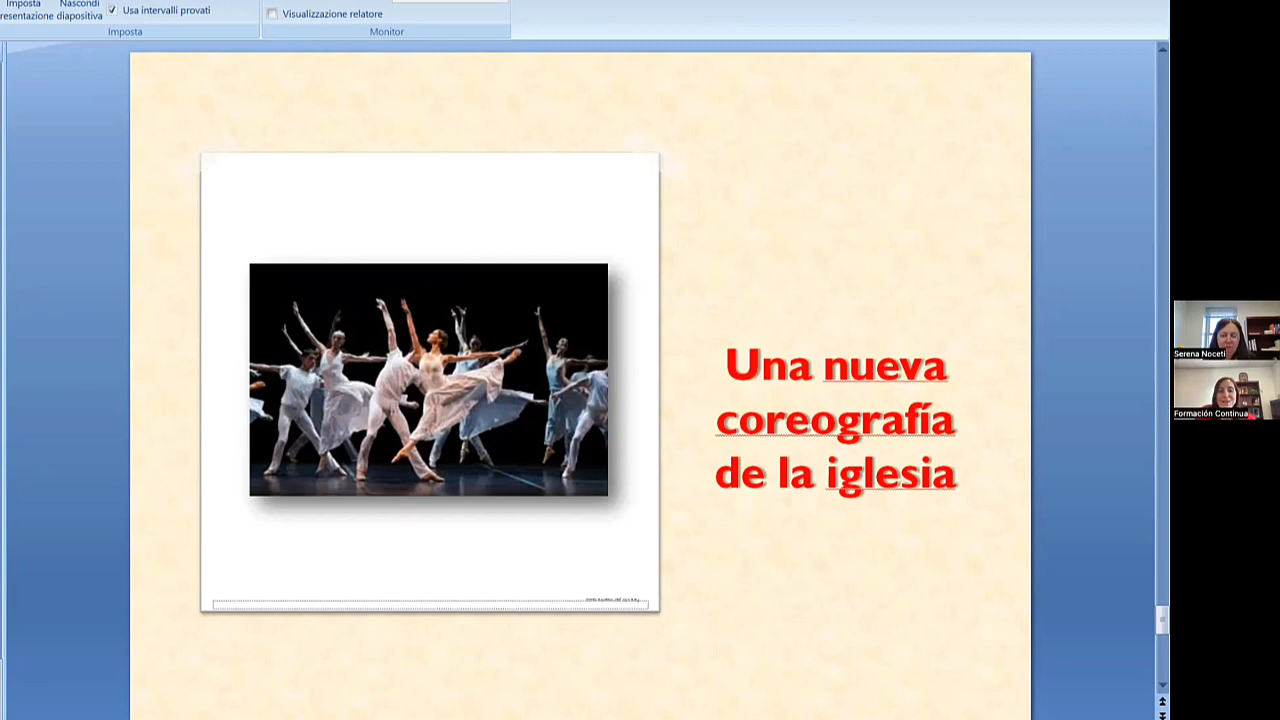 Imposta
Nascondi
resentazione diapositiva
Usa intervalli provati
Imposta
Visualizzazione relatore
Monitor
Una nueva
coreografía
de la iglesia
Serena Noceti
Formación Continua